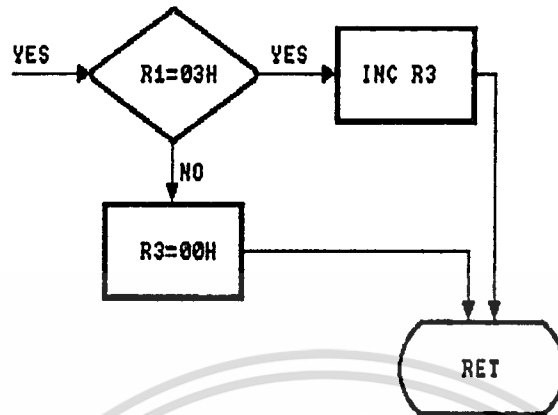 YES
R1=03H
YES
INC R3
NO
R3=00H
RET